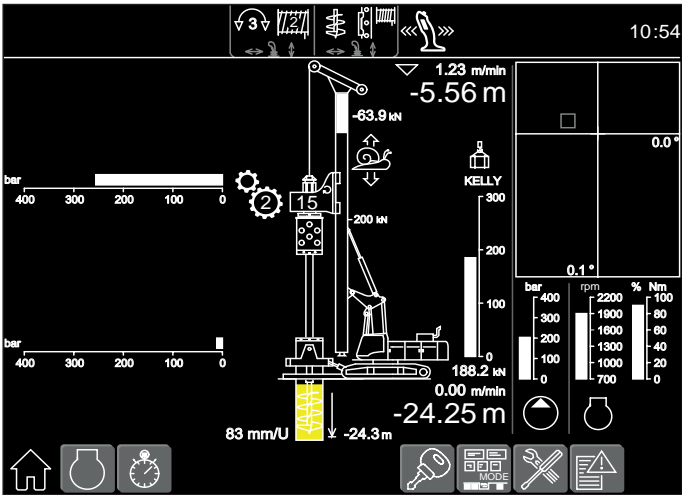 3 2 10:54
1.23 m/min
-5.56 m
-63.9 kN
0.0 °
bar
KELLY
400 300 200 100 0
2 15
300
200 kN
200
0.1 °
bar rpm % Nm
400 2200 100
300 1900 80
200 1600 60
100
1300 40
100 1000 20
0 700 0
bar
400 300 200 100 0
0
188.2 kN
0.00 m/min
-24.25 m
83 mm/U
-24.3 m
MODE